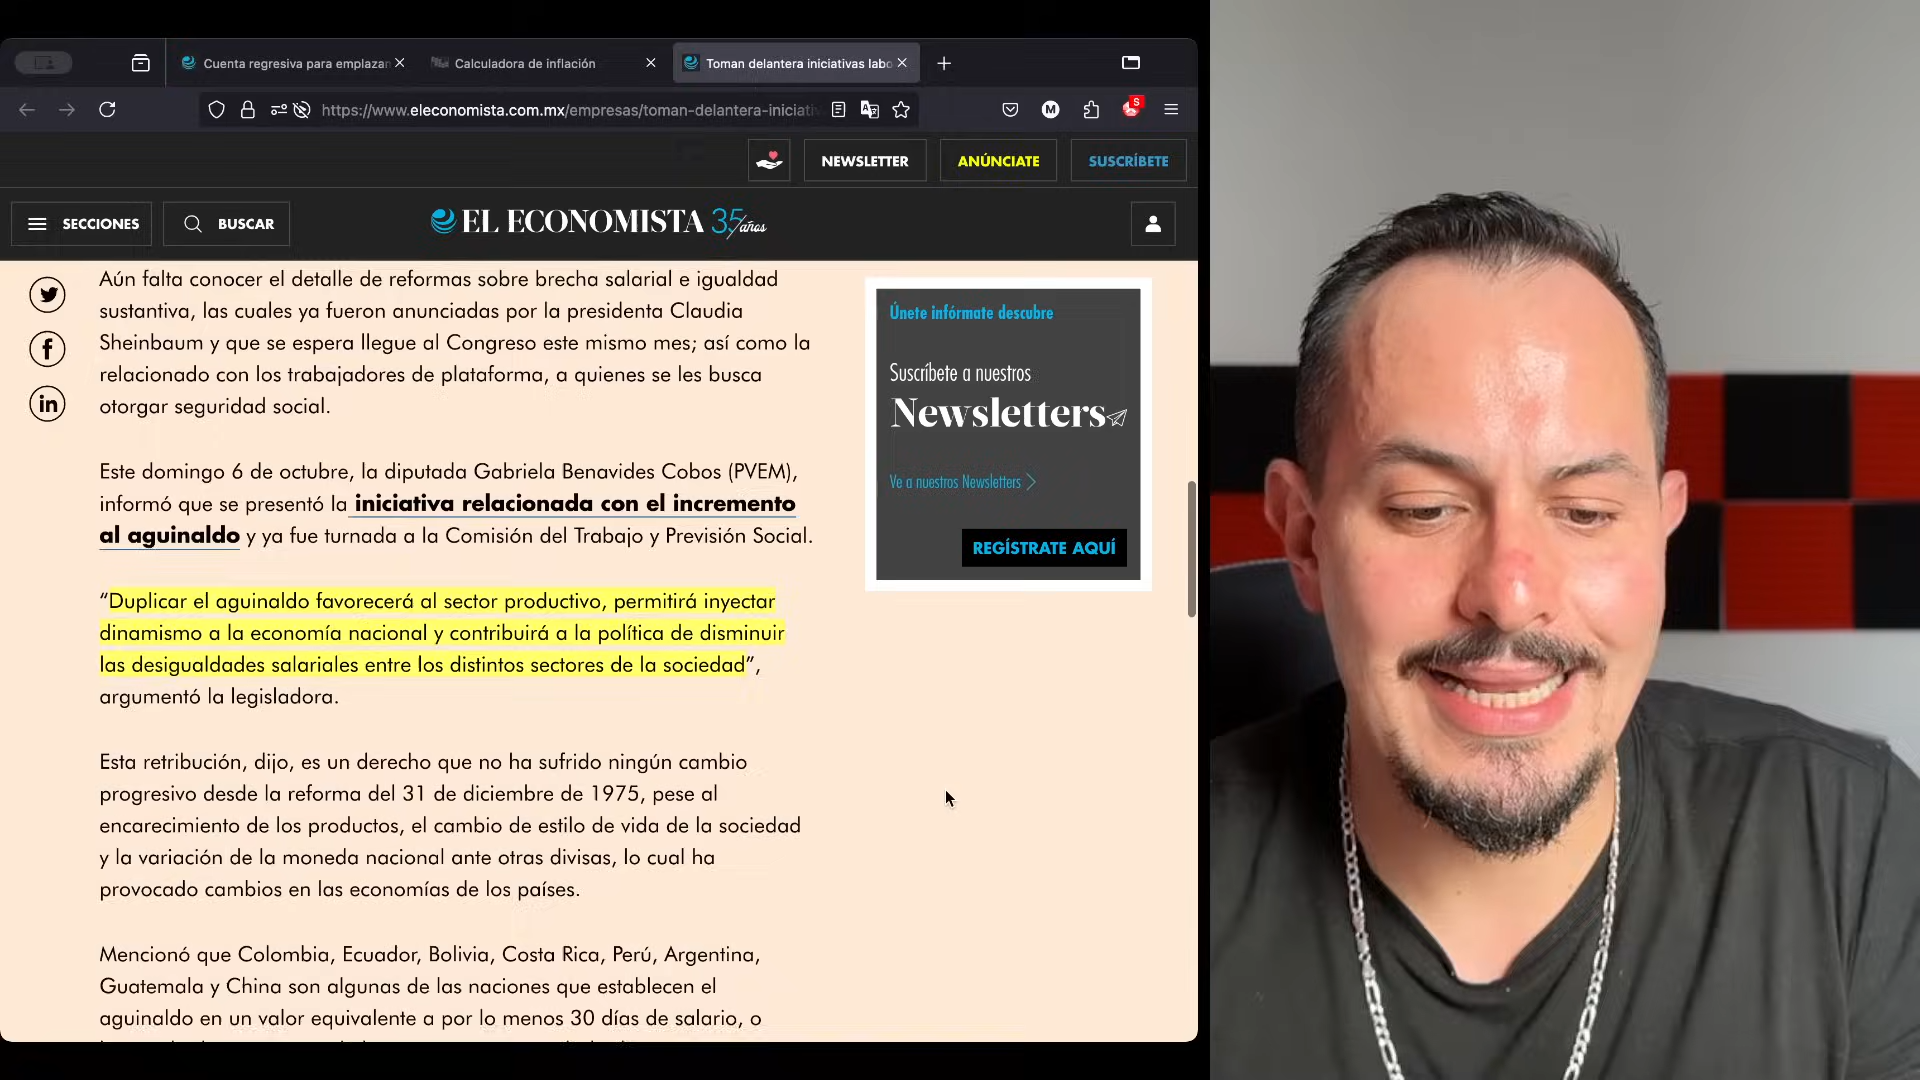 Cuenta regresiva para emplazar
Calculadora de inflación
Toman delantera iniciativas labo
https://www.eleconomista.com.mx/empresas/toman-delantera-iniciati
S
M
NEWSLETTER
ANÚNCIATE
SUSCRÍBETE
SECCIONES
BUSCAR
EL ECONOMISTA 35 años
Aún falta conocer el detalle de reformas sobre brecha salarial e igualdad
sustantiva, las cuales ya fueron anunciadas por la presidenta Claudia
Sheinbaum y que se espera llegue al Congreso este mismo mes; así como la
relacionado con los trabajadores de plataforma, a quienes se les busca
otorgar seguridad social.
Este domingo 6 de octubre, la diputada Gabriela Benavides Cobos (PVEM),
informó que se presentó la iniciativa relacionada con el incremento
al aguinaldo y ya fue turnada a la Comisión del Trabajo y Previsión Social.
“Duplicar el aguinaldo favorecerá al sector productivo, permitirá inyectar
dinamismo a la economía nacional y contribuirá a la política de disminuir
las desigualdades salariales entre los distintos sectores de la sociedad”,
argumentó la legisladora.
Esta retribución, dijo, es un derecho que no ha sufrido ningún cambio
progresivo desde la reforma del 31 de diciembre de 1975, pese al
encarecimiento de los productos, el cambio de estilo de vida de la sociedad
y la variación de la moneda nacional ante otras divisas, lo cual ha
provocado cambios en las economías de los países.
Mencionó que Colombia, Ecuador, Bolivia, Costa Rica, Perú, Argentina,
Guatemala y China son algunas de las naciones que establecen el
aguinaldo en un valor equivalente a por lo menos 30 días de salario, o
Únete infórmate descubre
Suscríbete a nuestros
Newsletters
Ve a nuestros Newsletters
REGÍSTRATE AQUÍ